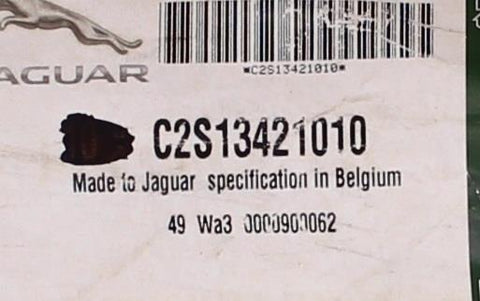 *C2S13421010*
JAGUAR
C2S13421010
Made to Jaguar specification in Belgium
49 Wa3 0000900062